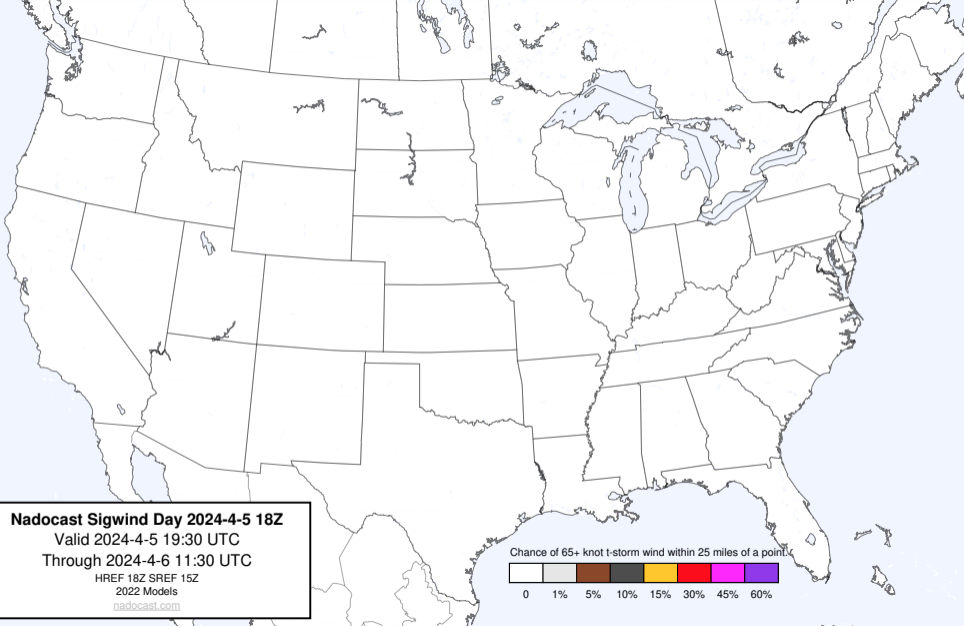 Nadocast Sigwind Day 2024-4-5 18Z
Valid 2024-4-5 19:30 UTC
Through 2024-4-6 11:30 UTC
HREF 18Z SREF 15Z
2022 Models
nadocast.com
Chance of 65+ knot t-storm wind within 25 miles of a point.
0 1% 5% 10% 15% 30% 45% 60%